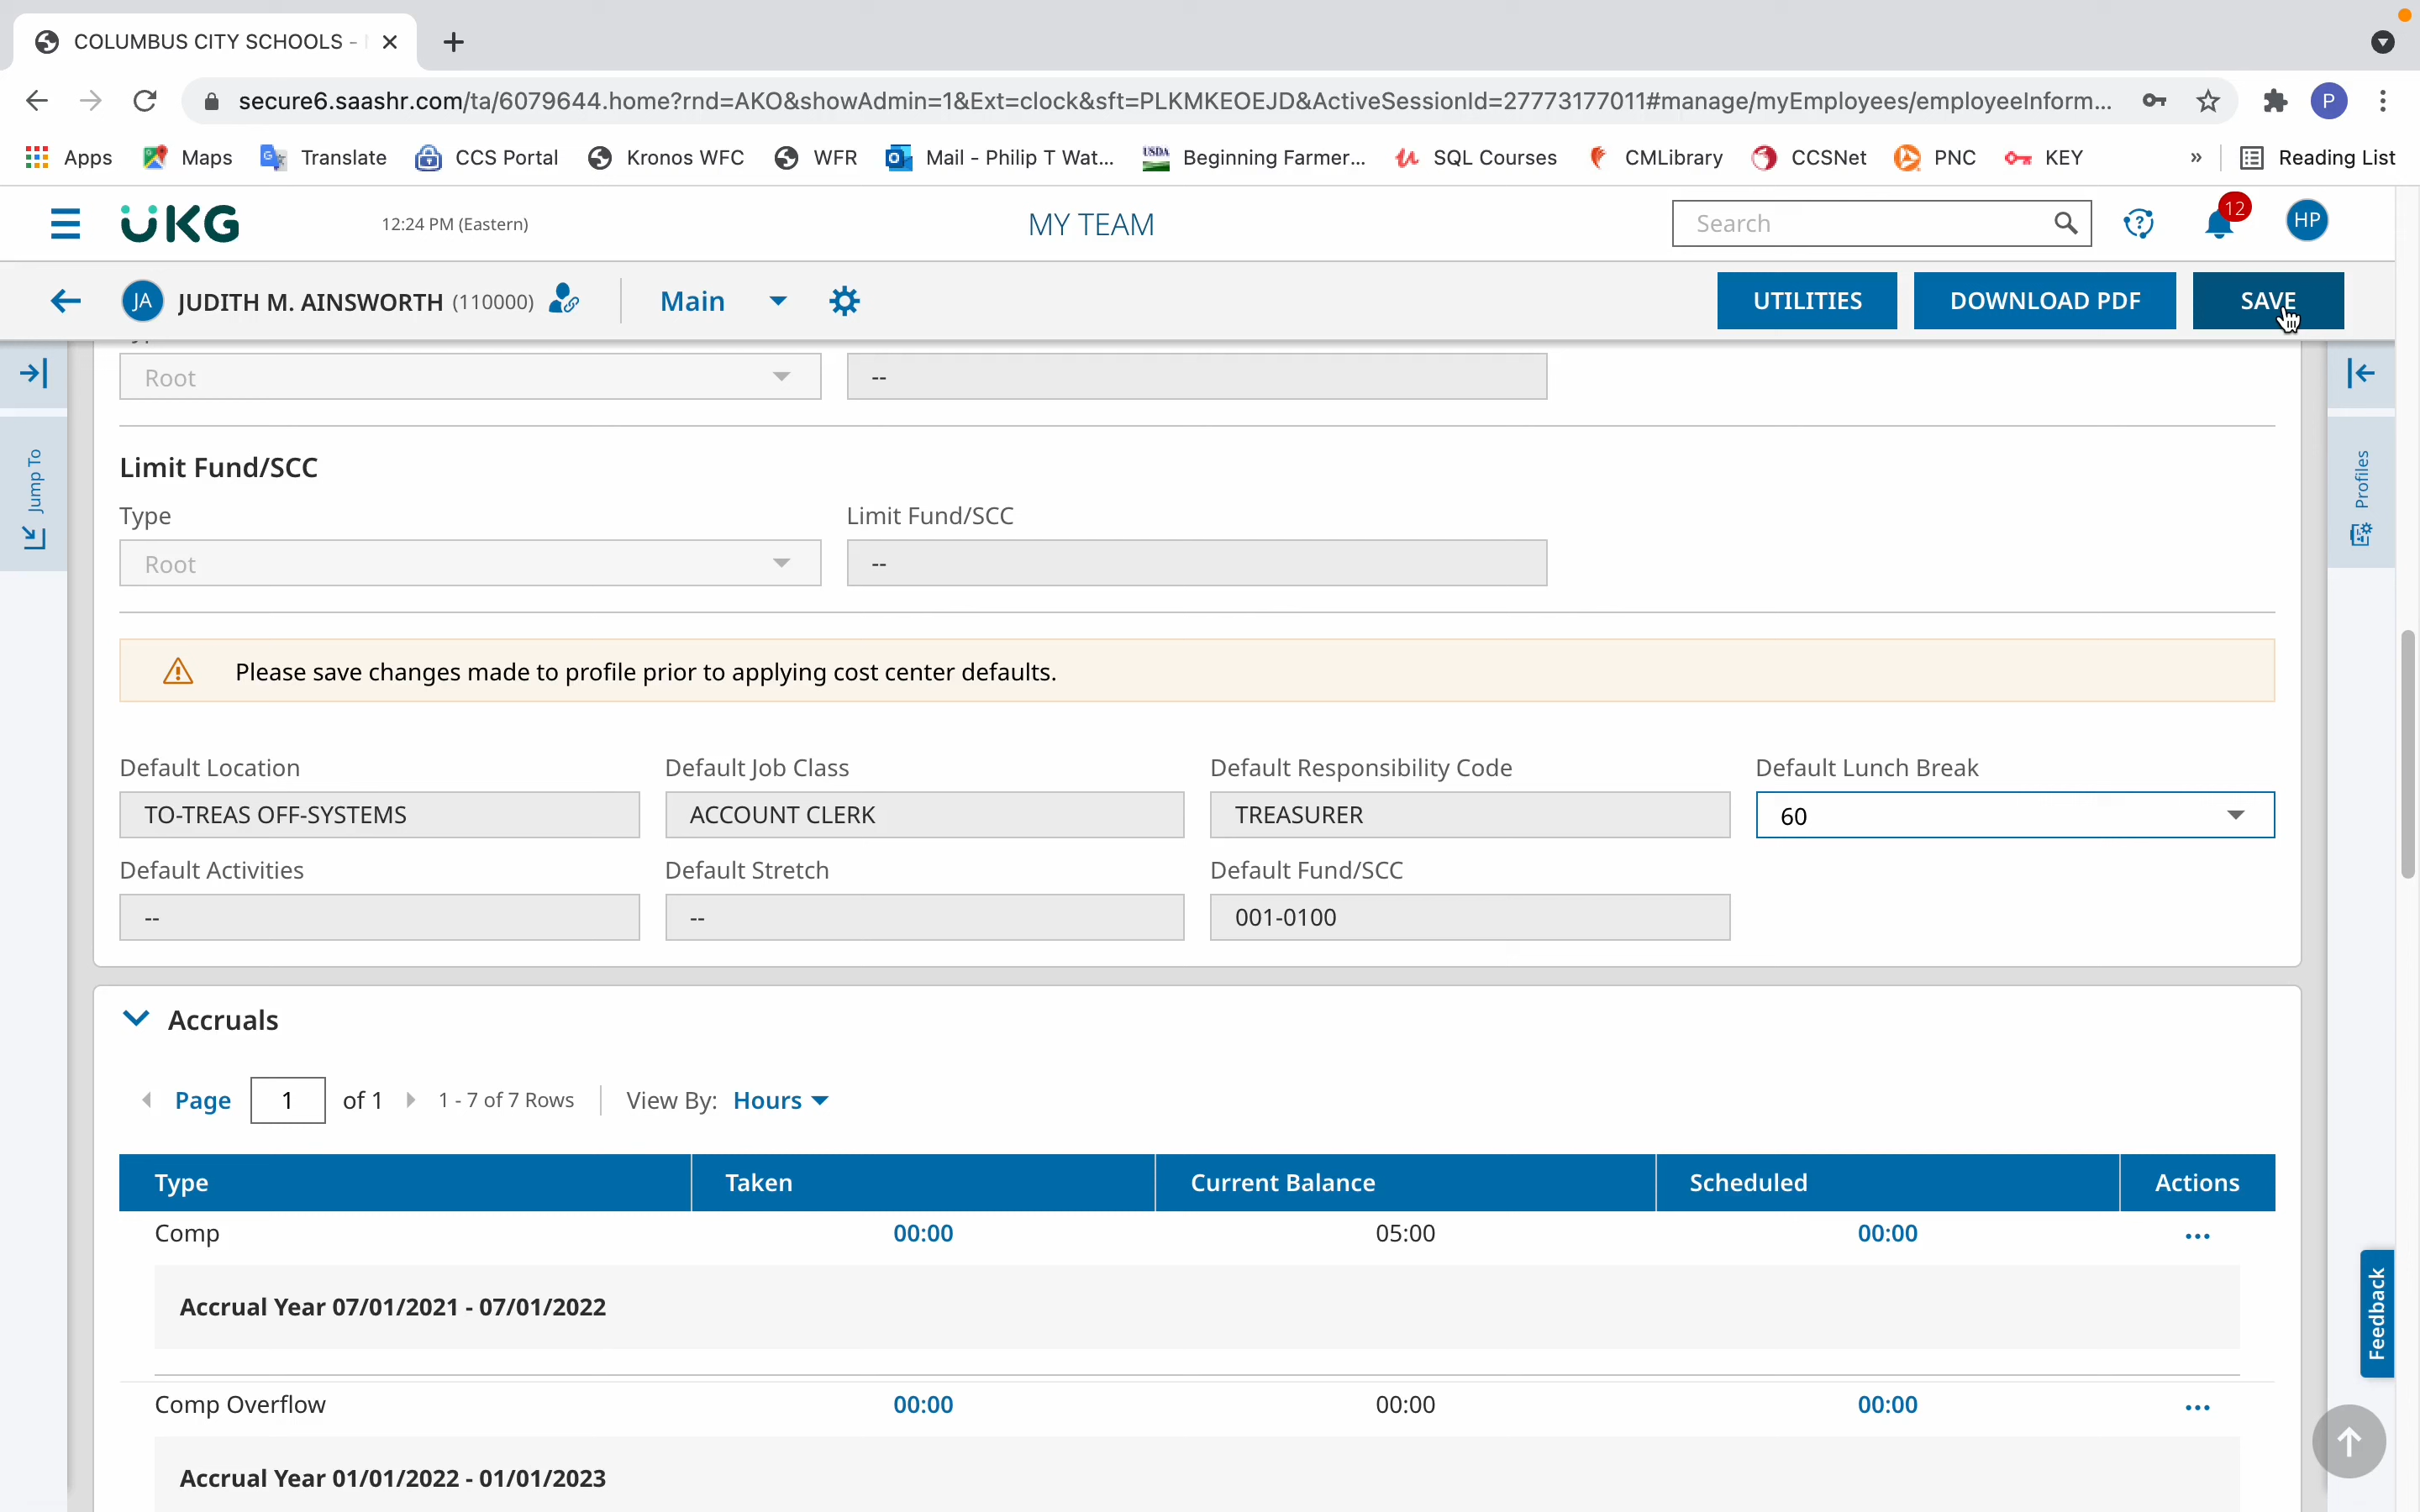 COLUMBUS CITY SCHOOLS -
secure6.saashr.com/ta/6079644.home?rnd=AKO&showAdmin=1&Ext=clock&sft=PLKMKEOEJD&ActiveSessionId=27773177011#manage/myEmployees/employeeInform...
P
Apps Maps Translate CCS Portal Kronos WFC WFR Mail - Philip T Wat... USDA Beginning Farmer... SQL Courses CMLibrary CCSNet PNC KEY » Reading List
UKG 12:24 PM (Eastern) MY TEAM Search 12 HP
JA JUDITH M. AINSWORTH (110000) Main UTILITIES DOWNLOAD PDF SAVE
Root --
Jump To
Profiles
Limit Fund/SCC
Type Limit Fund/SCC
Root --
Please save changes made to profile prior to applying cost center defaults.
Default Location Default Job Class Default Responsibility Code Default Lunch Break
TO-TREAS OFF-SYSTEMS ACCOUNT CLERK TREASURER 60
Default Activities Default Stretch Default Fund/SCC
-- -- 001-0100
Accruals
Page 1 of 1 1 - 7 of 7 Rows View By: Hours
Type Taken Current Balance Scheduled Actions
Comp 00:00 05:00 00:00 ...
Accrual Year 07/01/2021 - 07/01/2022
Feedback
Comp Overflow 00:00 00:00 00:00 ...
Accrual Year 01/01/2022 - 01/01/2023